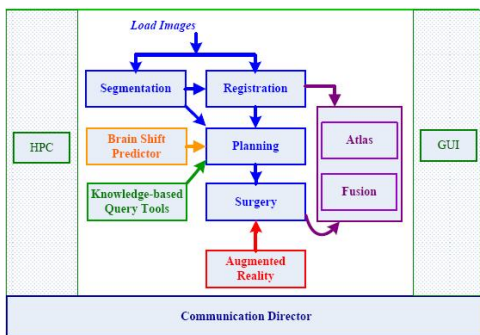 Load Images
Segmentation
Registration
HPC
Brain Shift
Predictor
Planning
Atlas
GUI
Knowledge-based
Query Tools
Surgery
Fusion
Augmented
Reality
Communication Director